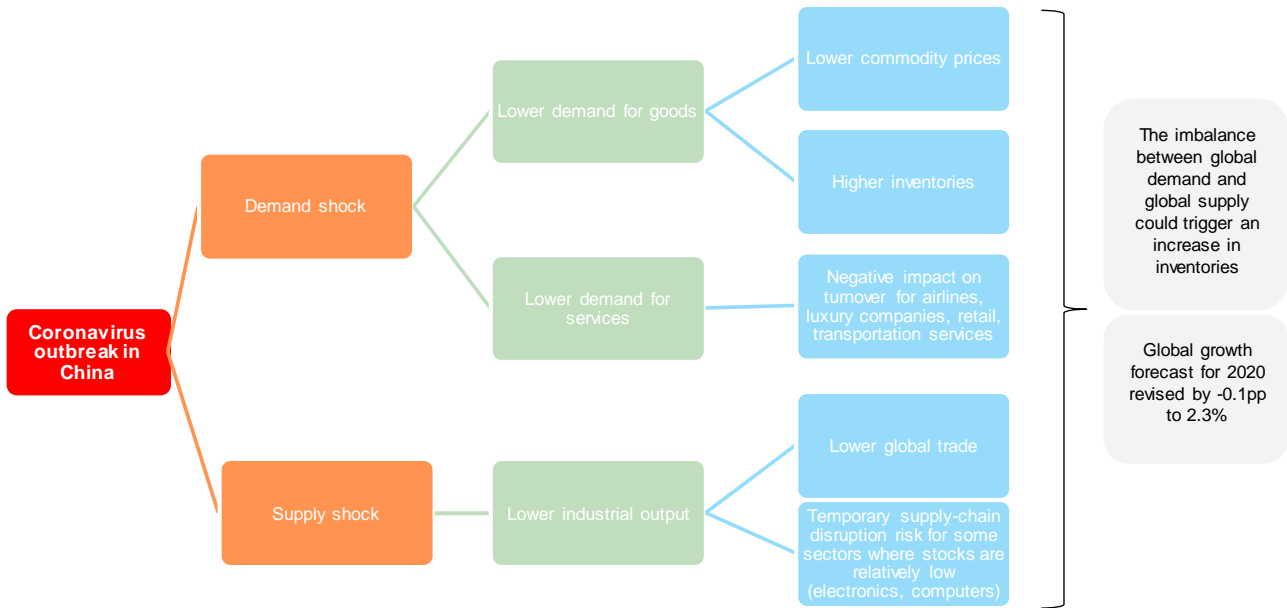 Coronavirus
outbreak in
China
Demand shock
Supply shock
Lower demand for goods
Lower demand for
services
Lower industrial output
Lower commodity prices
Higher inventories
Negative impact on
turnover for airlines,
luxury companies, retail,
transportation services
Lower global trade
Temporary supply-chain
disruption risk for some
sectors where stocks are
relatively low
(electronics, computers)
The imbalance
between global
demand and
global supply
could trigger an
increase in
inventories
Global growth
forecast for 2020
revised by -0.1pp
to 2.3%